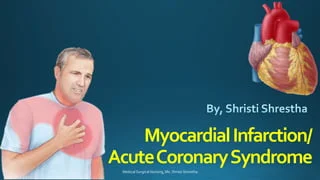 By, Shristi Shrestha
Myocardial Infarction/
Acute Coronary Syndrome
Medical Surgical Nursing, Ms. Shristi Shrestha